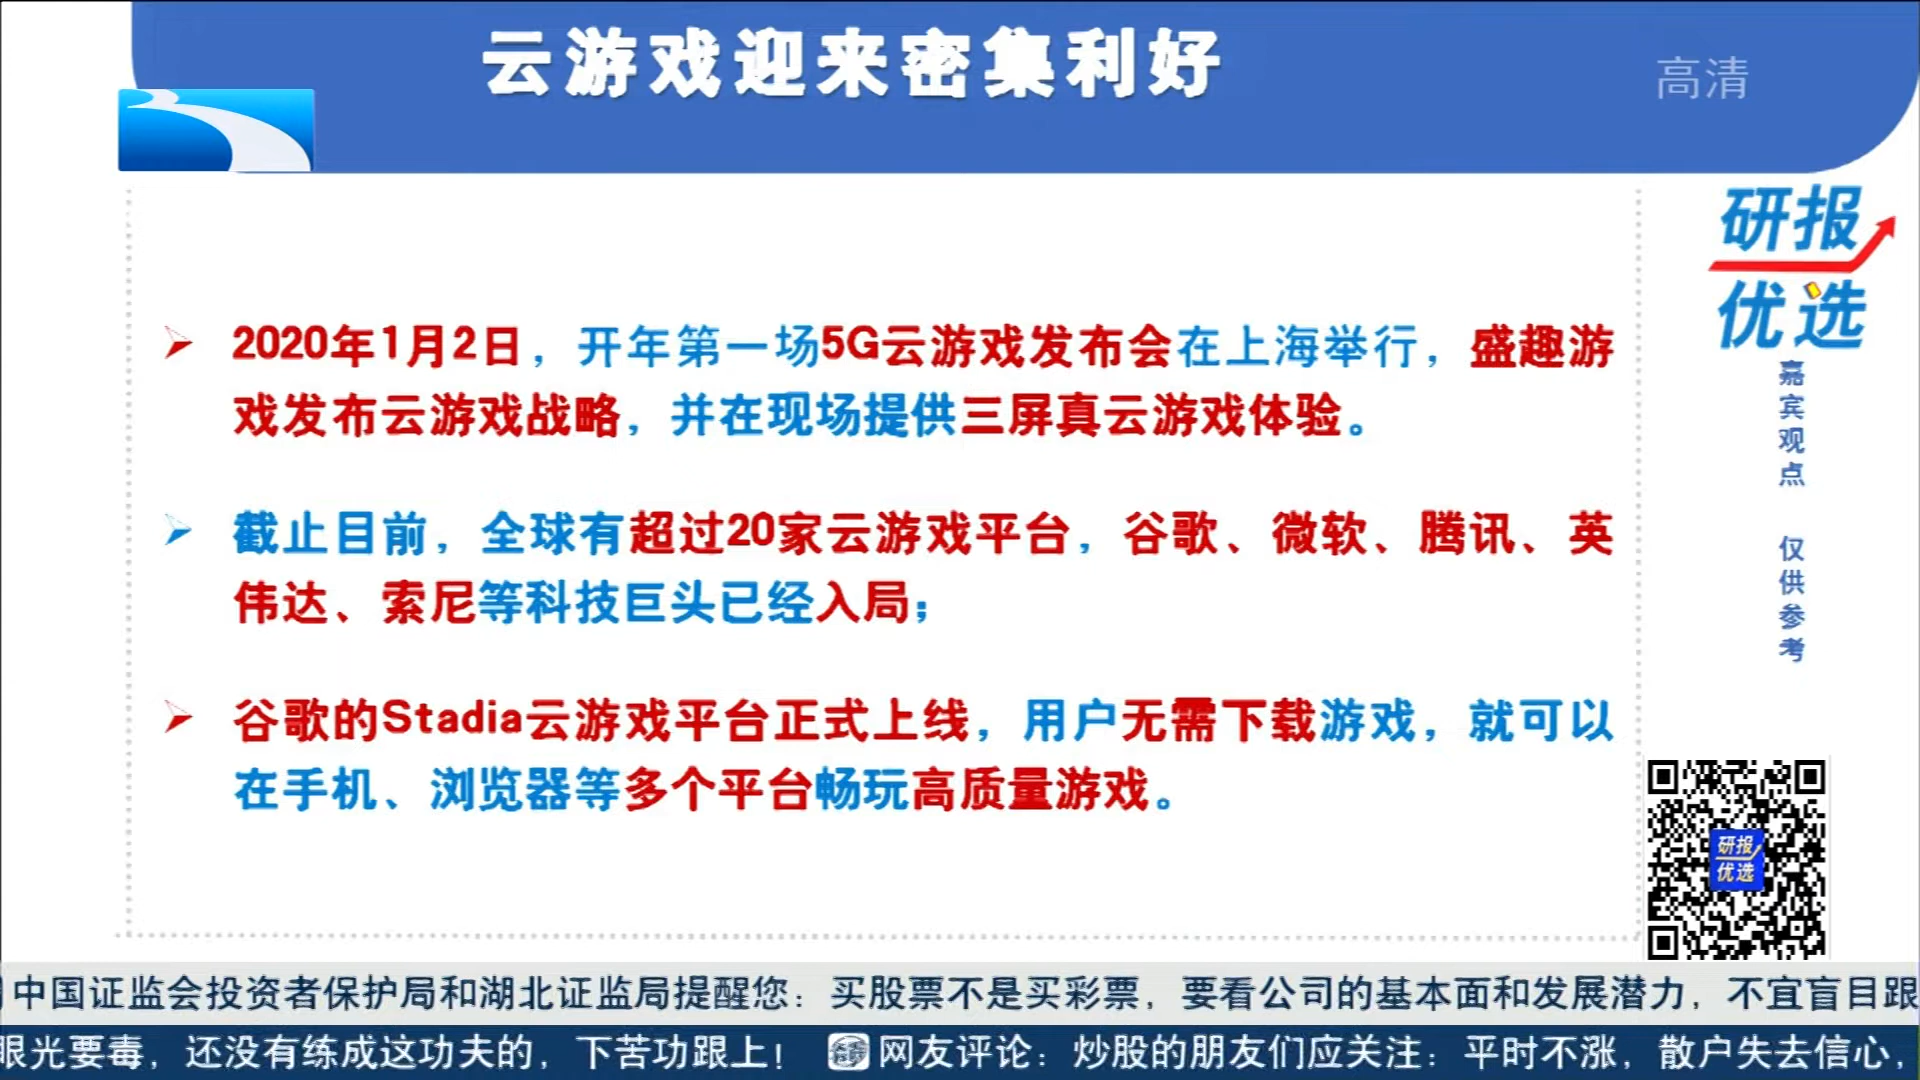 云游戏迎来密集利好
高清
研报
优选
嘉宾观点 仅供参考
2020年1月2日，开年第一场5G云游戏发布会在上海举行，盛趣游
戏发布云游戏战略，并在现场提供三屏真云游戏体验。
截止目前，全球有超过20家云游戏平台，谷歌、微软、腾讯、英
伟达、索尼等科技巨头已经入局；
谷歌的Stadia云游戏平台正式上线，用户无需下载游戏，就可以
在手机、浏览器等多个平台畅玩高质量游戏。
研报
优选
中国证监会投资者保护局和湖北证监局提醒您：买股票不是买彩票，要看公司的基本面和发展潜力，不宜盲目跟
眼光要毒，还没有练成这功夫的，下苦功跟上！ 网友评论：炒股的朋友们应关注：平时不涨，散户失去信心，